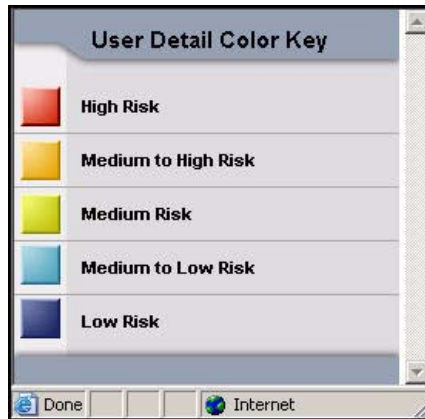 User Detail Color Key
High Risk
Medium to High Risk
Medium Risk
Medium to Low Risk
Low Risk
Done
Internet